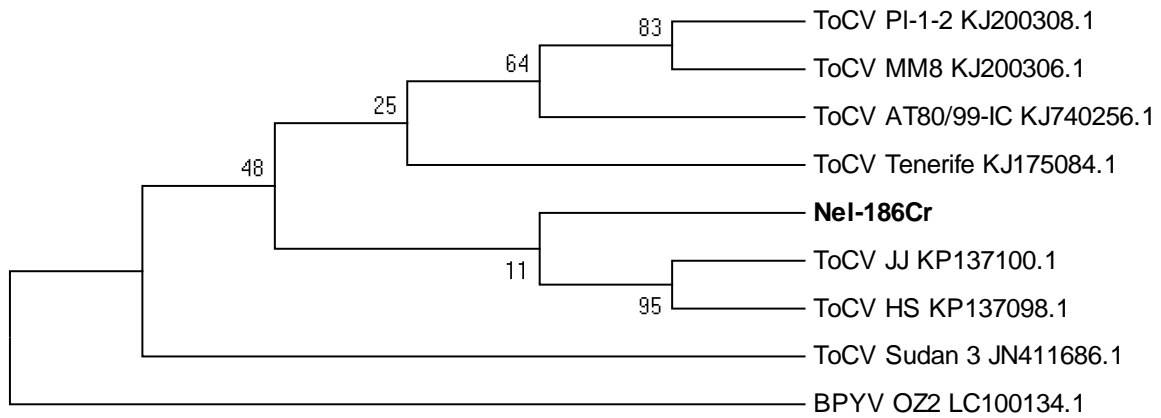 83
ToCV PI-1-2 KJ200308.1
64
ToCV MM8 KJ200306.1
25
ToCV AT80/99-IC KJ740256.1
48
ToCV Tenerife KJ175084.1
Nel-186Cr
11
ToCV JJ KP137100.1
95
ToCV HS KP137098.1
ToCV Sudan 3 JN411686.1
BPYV OZ2 LC100134.1